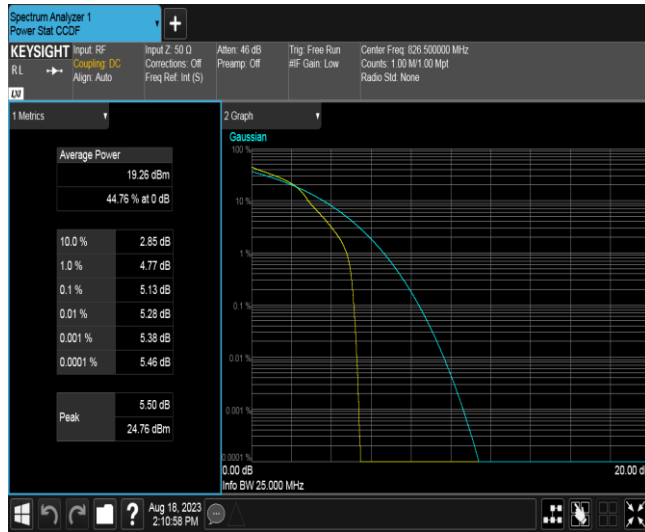 Spectrum Analyzer 1
Power Stat CCDF
+
KEYSIGHT
RL
LXI
Input: RF
Coupling: DC
Align: Auto
Input Z: 50 Ω
Corrections: Off
Freq Ref: Int (S)
Atten: 46 dB
Preamp: Off
Trig: Free Run
#IF Gain: Low
Center Freq: 826.500000 MHz
Counts: 1.00 M/1.00 Mpt
Radio Std: None
1 Metrics
Average Power
19.26 dBm
44.76 % at 0 dB
10.0 % 2.85 dB
1.0 % 4.77 dB
0.1 % 5.13 dB
0.01 % 5.28 dB
0.001 % 5.38 dB
0.0001 % 5.46 dB
Peak
5.50 dB
24.76 dBm
2 Graph
Gaussian
100 %
10 %
1 %
0.1 %
0.01 %
0.001 %
0.0001 %
0.00 dB
20.00 d
Info BW 25.000 MHz
?
Aug 18, 2023
2:10:58 PM